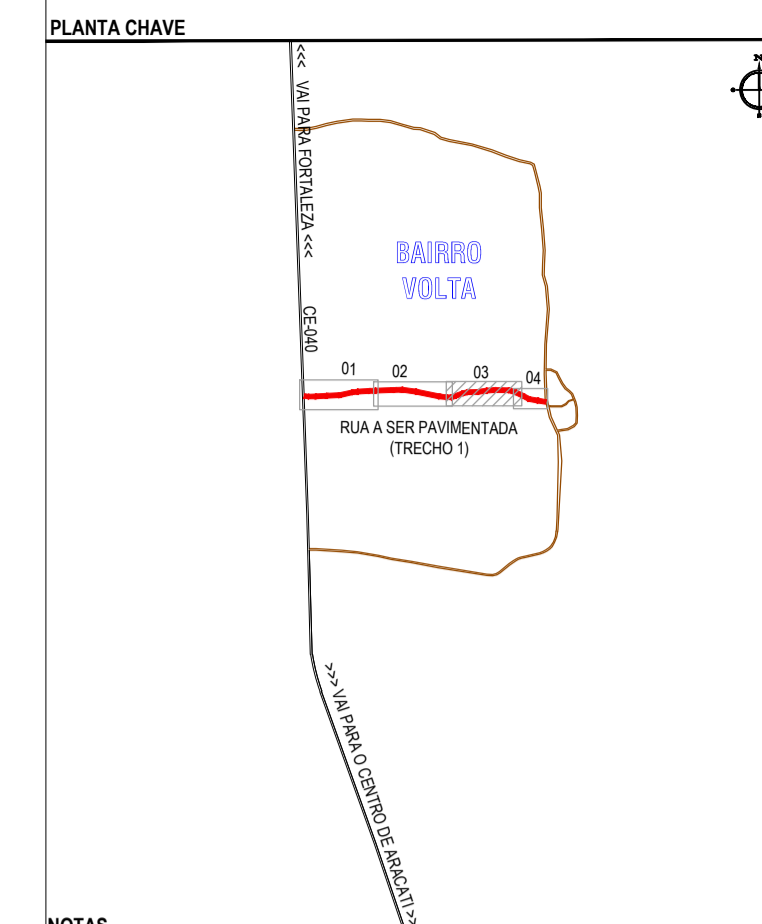 PLANTA CHAVE
N
<<< VAI PARA FORTALEZA <<<
BAIRRO
VOLTA
CE-040
01
02
03
04
RUA A SER PAVIMENTADA
(TRECHO 1)
>>> VAI PARA O CENTRO DE ARACATI >>
NOTAS